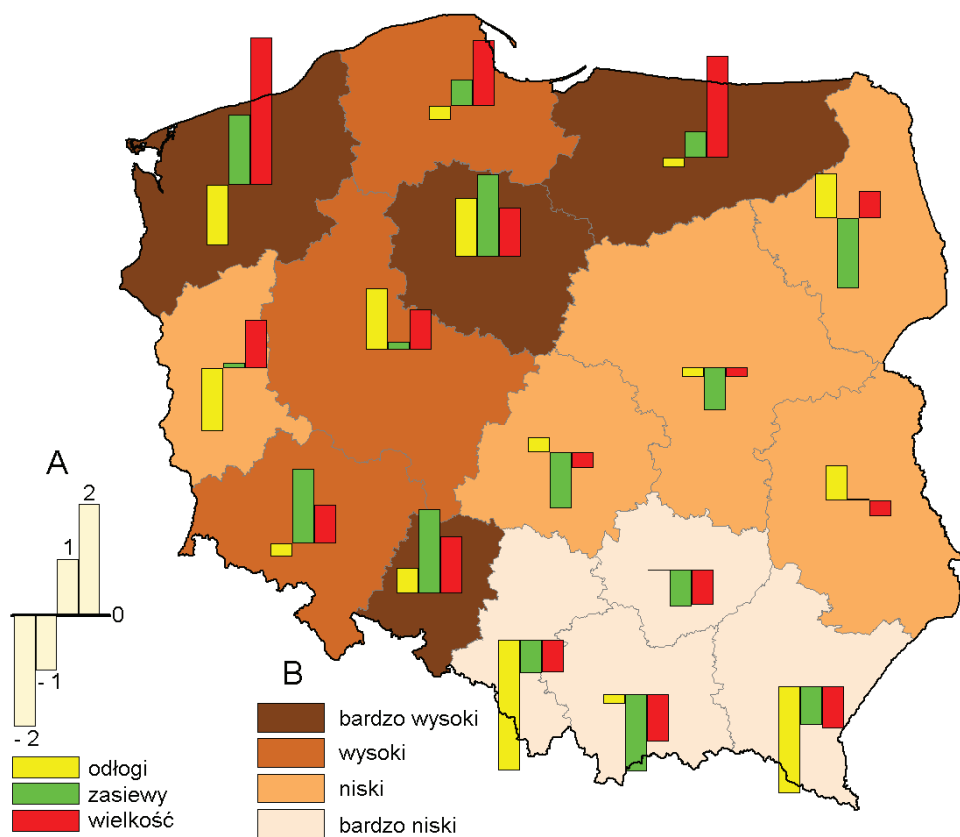 A
2
1
0
- 1
- 2
odłogi
zasiewy
wielkość
B
bardzo wysoki
wysoki
niski
bardzo niski